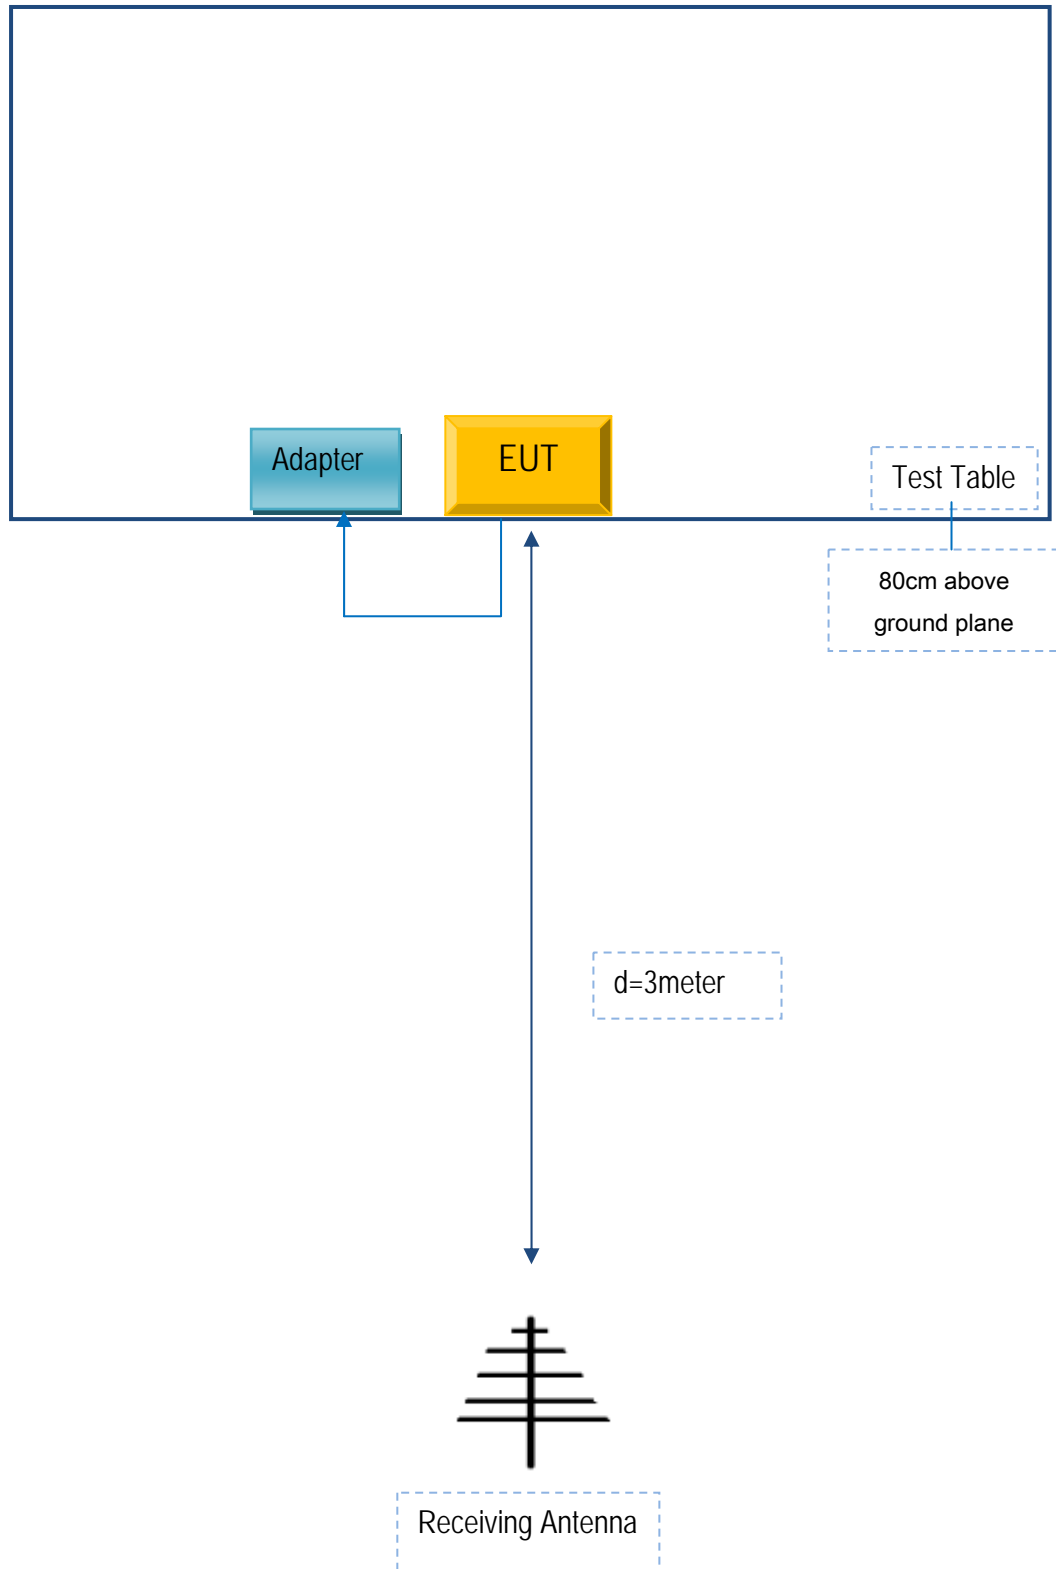 Adapter
EUT
Test Table
80cm above
ground plane
d=3meter
Receiving Antenna